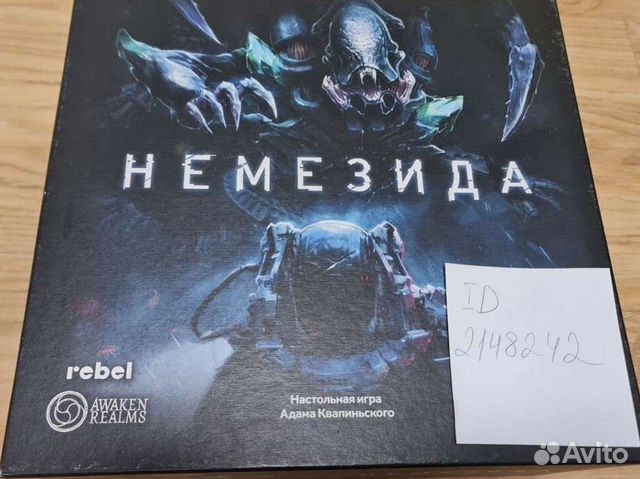 НЕМЕЗИДА
ID
2148242
rebel
Настольная игра
Адама Квапиньского
AWAKEN
REALMS
Avito